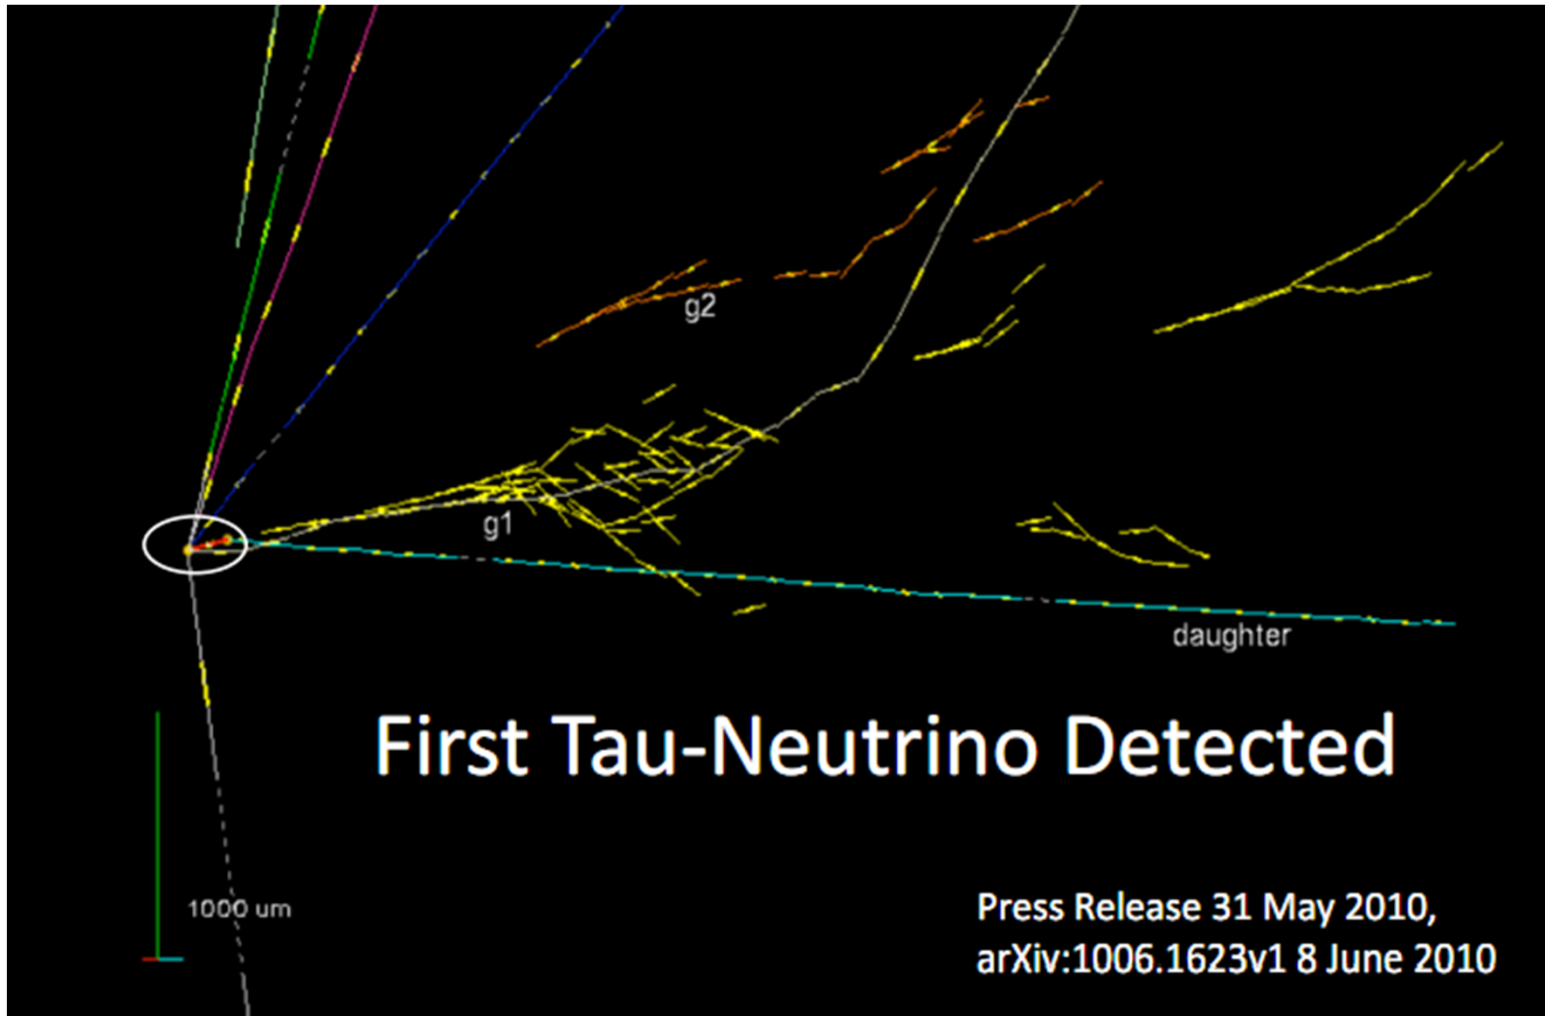 g2
g1
daughter
First Tau-Neutrino Detected
1000 um
Press Release 31 May 2010,
arXiv:1006.1623v1 8 June 2010